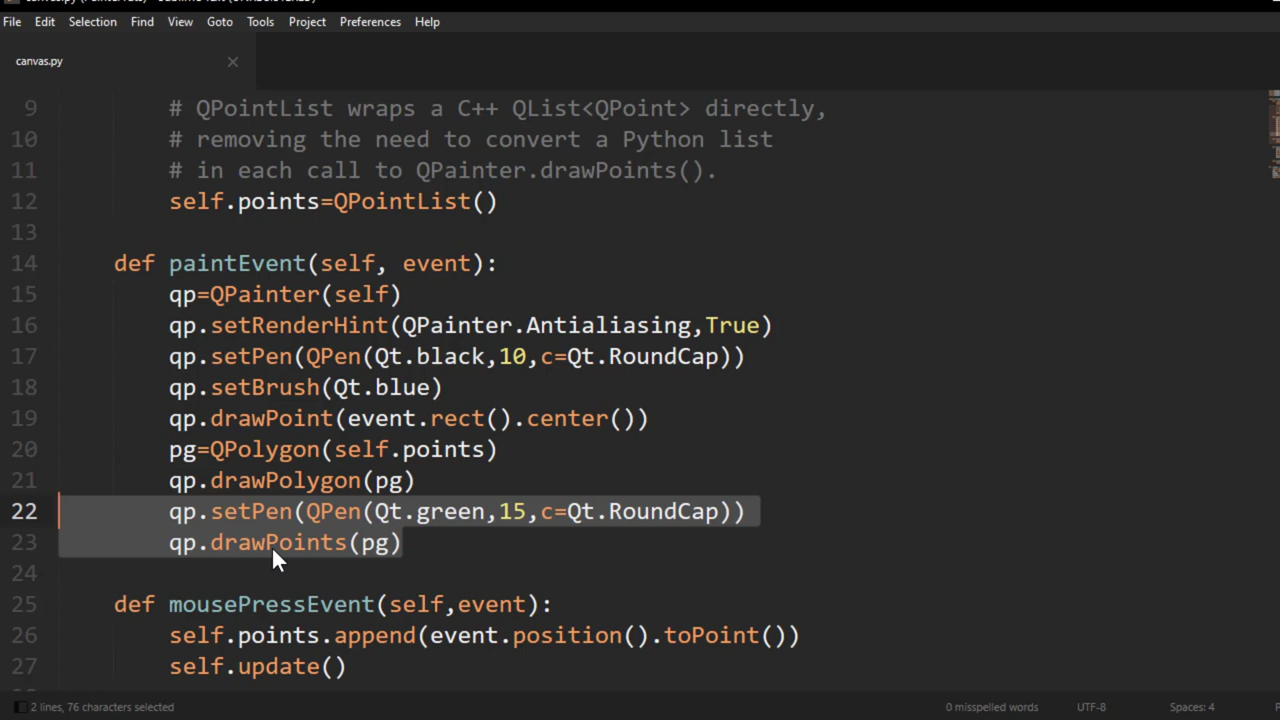 File Edit Selection Find View Goto Tools Project Preferences Help
canvas.py
9 # QPointList wraps a C++ QList<QPoint> directly,
10 # removing the need to convert a Python list
11 # in each call to QPainter.drawPoints().
12 self.points=QPointList()
13
14 def paintEvent(self, event):
15 qp=QPainter(self)
16 qp.setRenderHint(QPainter.Antialiasing,True)
17 qp.setPen(QPen(Qt.black,10,c=Qt.RoundCap))
18 qp.setBrush(Qt.blue)
19 qp.drawPoint(event.rect().center())
20 pg=QPolygon(self.points)
21 qp.drawPolygon(pg)
22 qp.setPen(QPen(Qt.green,15,c=Qt.RoundCap))
23 qp.drawPoints(pg)
24
25 def mousePressEvent(self,event):
26 self.points.append(event.position().toPoint())
27 self.update()
2 lines, 76 characters selected 0 misspelled words UTF-8 Spaces: 4